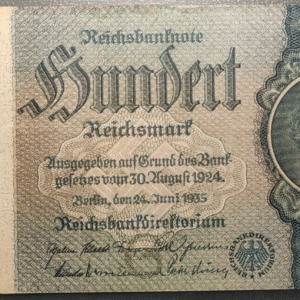 Reichsbanknote
Hundert
Reichsmark
Ausgegeben auf Grund des Bank-
gesetzes vom 30. August 1924.
Berlin, den 24. Juni 1935
Reichsbankdirektorium
REICHSBANKDIREKTORIUM